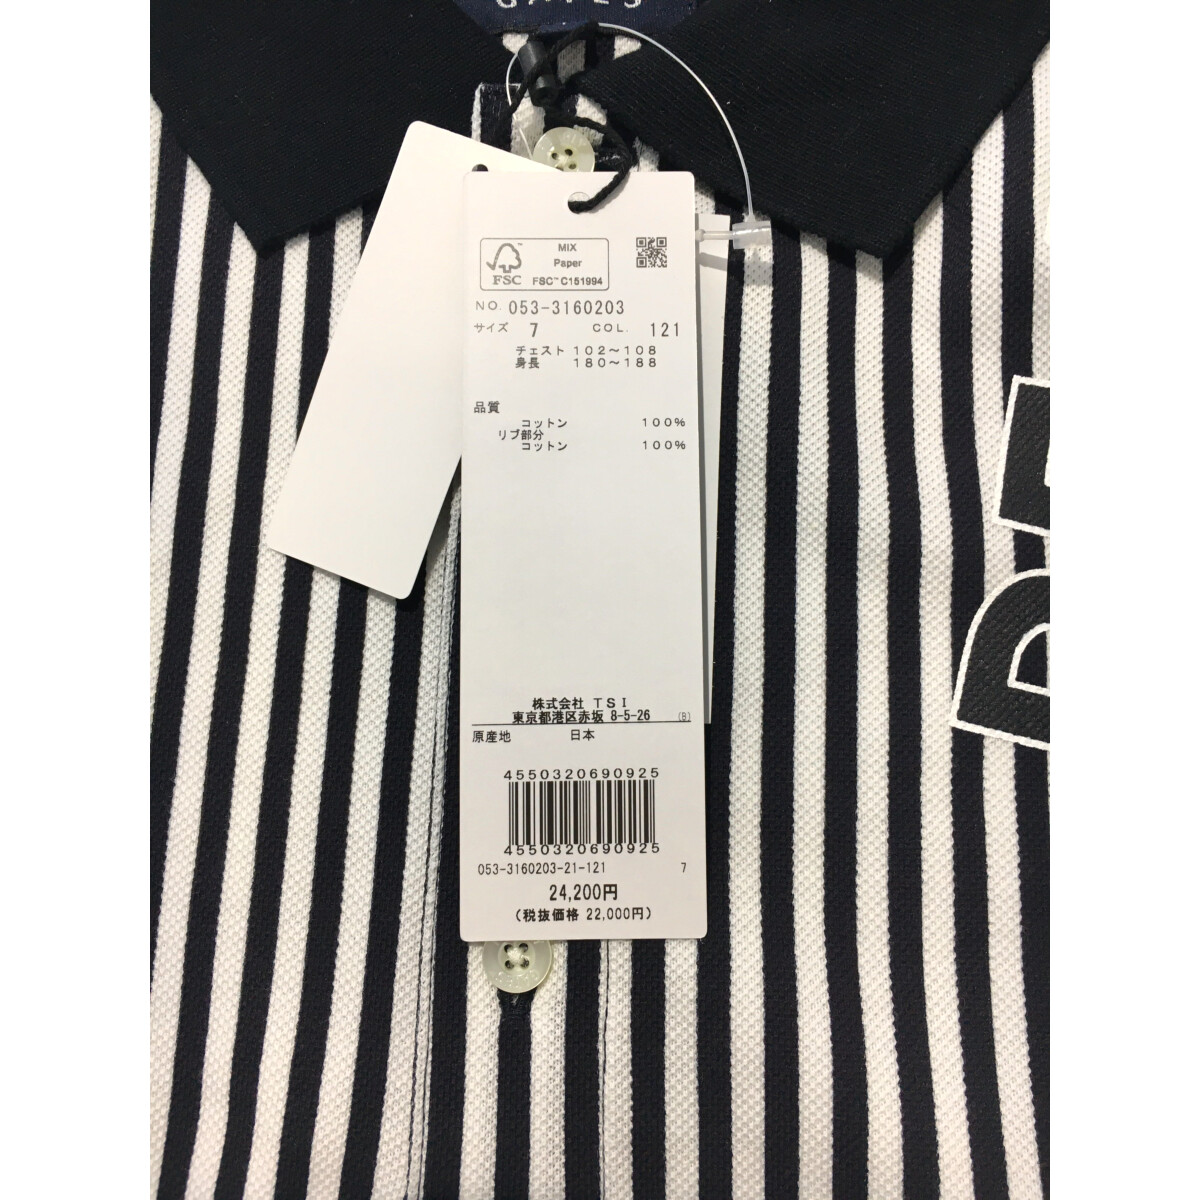 MIX
Paper
FSC
FSC™ C151994
NO. 053-3160203
サイズ 7 COL. 121
チェスト 102～108
身長 180～188
品質
コットン 100%
リブ部分
コットン 100%
株式会社 TSI
東京都港区赤坂 8-5-26 (B)
原産地 日本
4550320690925
4550320690925
053-3160203-21-121 7
24,200円
(税抜価格 22,000円)